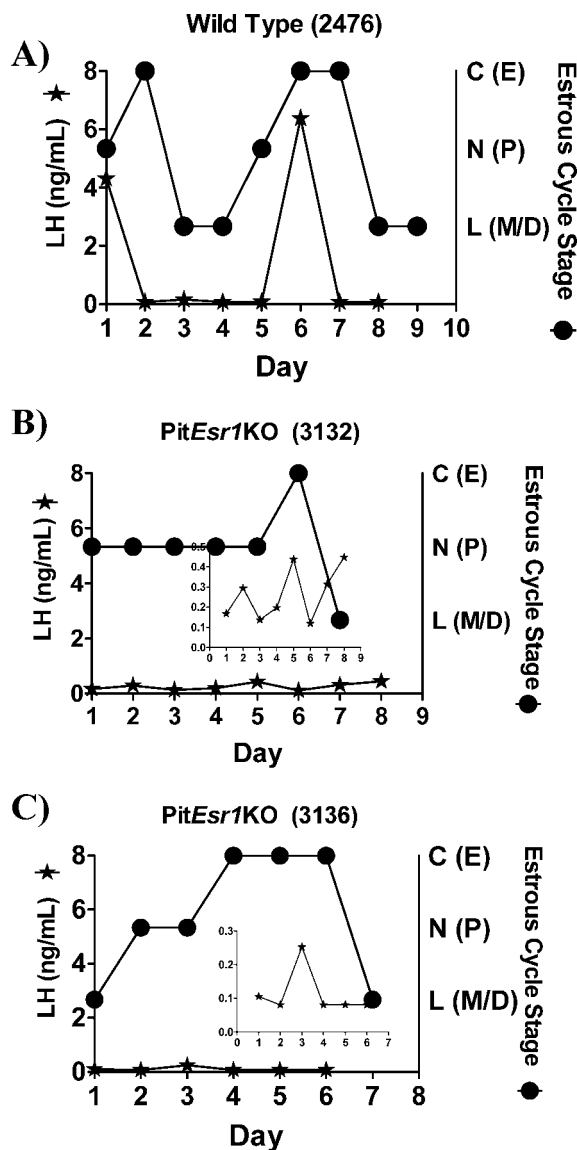 Wild Type (2476)
A)
LH (ng/mL)
8
6
4
2
0
C (E)
N (P)
L (M/D)
Estrous Cycle Stage
1 2 3 4 5 6 7 8 9 10
Day
B)
PitEsr1KO (3132)
LH (ng/mL)
8
6
4
2
0
0.5
0.4
0.3
0.2
0.1
0.0
0 1 2 3 4 5 6 7 8 9
C (E)
N (P)
L (M/D)
Estrous Cycle Stage
1 2 3 4 5 6 7 8 9
Day
C)
PitEsr1KO (3136)
LH (ng/mL)
8
6
4
2
0
0.3
0.2
0.1
0.0
0 1 2 3 4 5 6 7
C (E)
N (P)
L (M/D)
Estrous Cycle Stage
1 2 3 4 5 6 7 8
Day